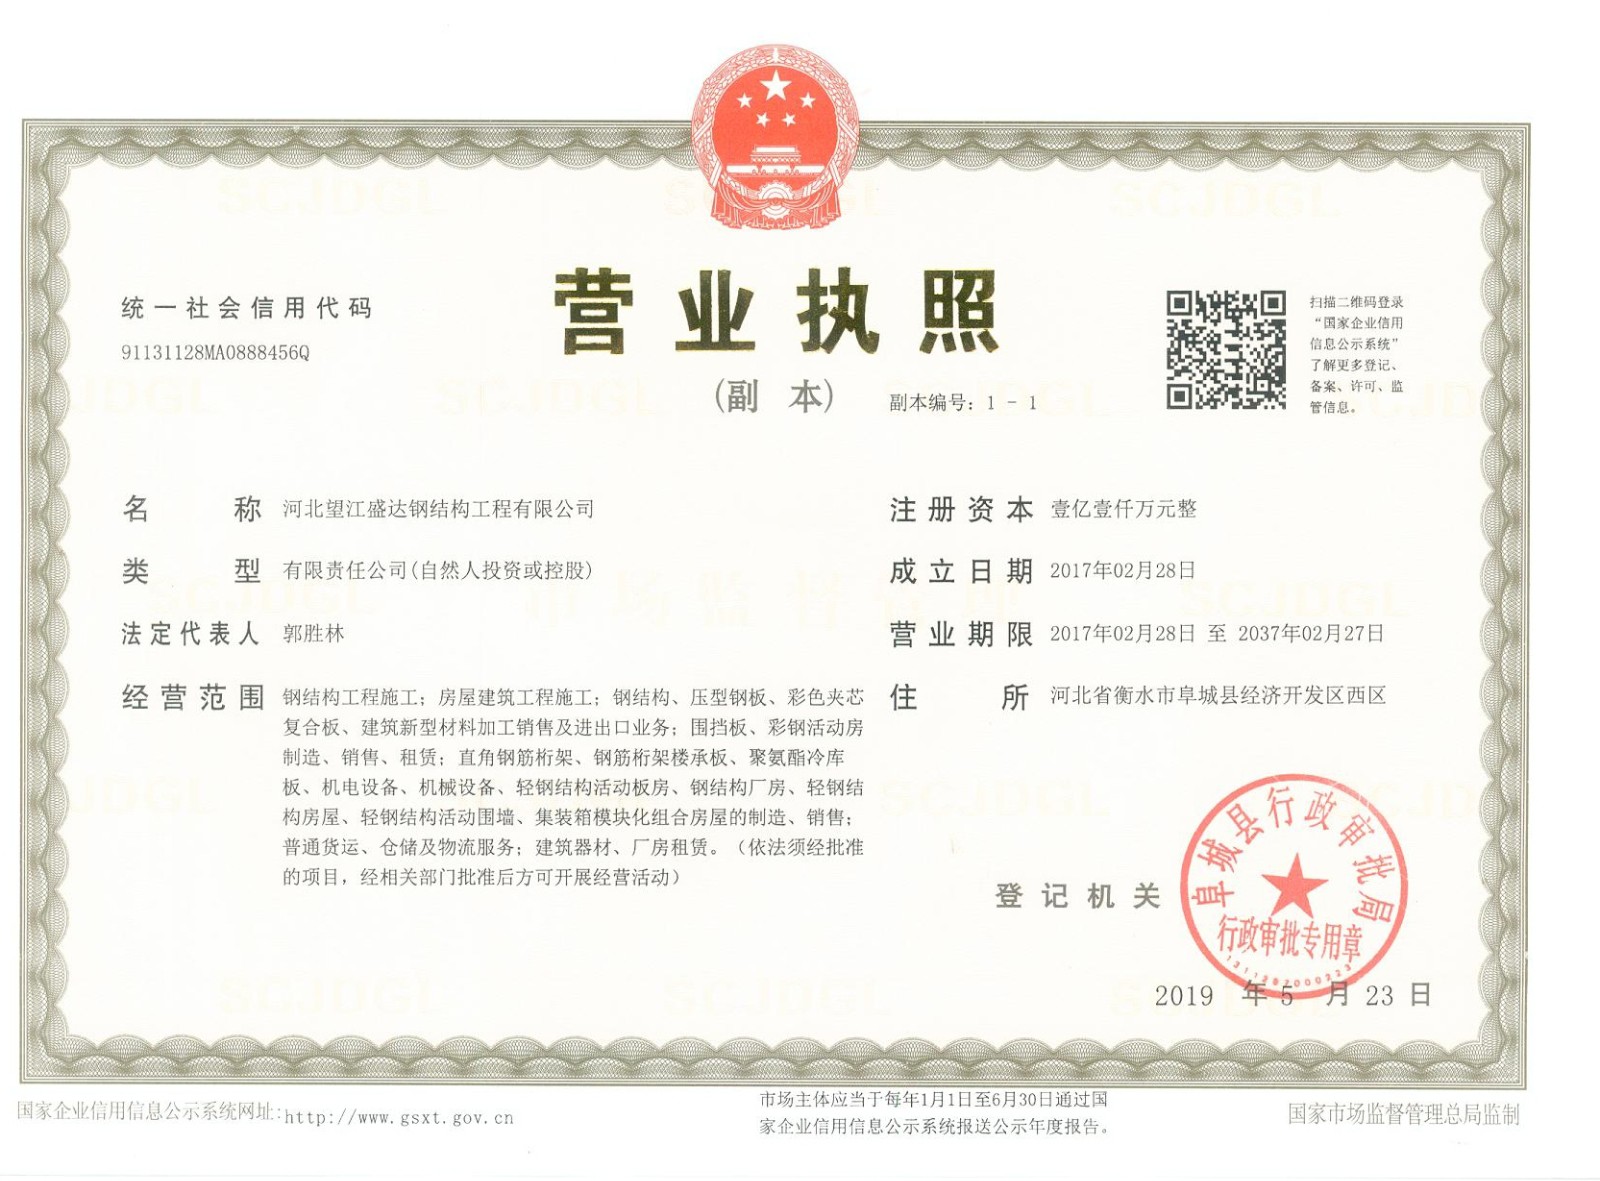 营业执照
(副 本)
副本编号：1 - 1
统一社会信用代码
91131128MA0888456Q
扫描二维码登录
“国家企业信用
信息公示系统”
了解更多登记、
备案、许可、监
管信息。
名 称 河北望江盛达钢结构工程有限公司
类 型 有限责任公司(自然人投资或控股)
法定代表人 郭胜林
经营范围 钢结构工程施工；房屋建筑工程施工；钢结构、压型钢板、彩色夹芯
复合板、建筑新型材料加工销售及进出口业务；围挡板、彩钢活动房
制造、销售、租赁；直角钢筋桁架、钢筋桁架楼承板、聚氨酯冷库
板、机电设备、机械设备、轻钢结构活动板房、钢结构厂房、轻钢结
构房屋、轻钢结构活动围墙、集装箱模块化组合房屋的制造、销售；
普通货运、仓储及物流服务；建筑器材、厂房租赁。（依法须经批准
的项目，经相关部门批准后方可开展经营活动）
注册资本 壹亿壹仟万元整
成立日期 2017年02月28日
营业期限 2017年02月28日 至 2037年02月27日
住 所 河北省衡水市阜城县经济开发区西区
登记机关
阜城县行政审批局
行政审批专用章
2019 年 5 月 23 日
国家企业信用信息公示系统网址：http://www.gsxt.gov.cn
市场主体应当于每年1月1日至6月30日通过国
家企业信用信息公示系统报送公示年度报告。
国家市场监督管理总局监制